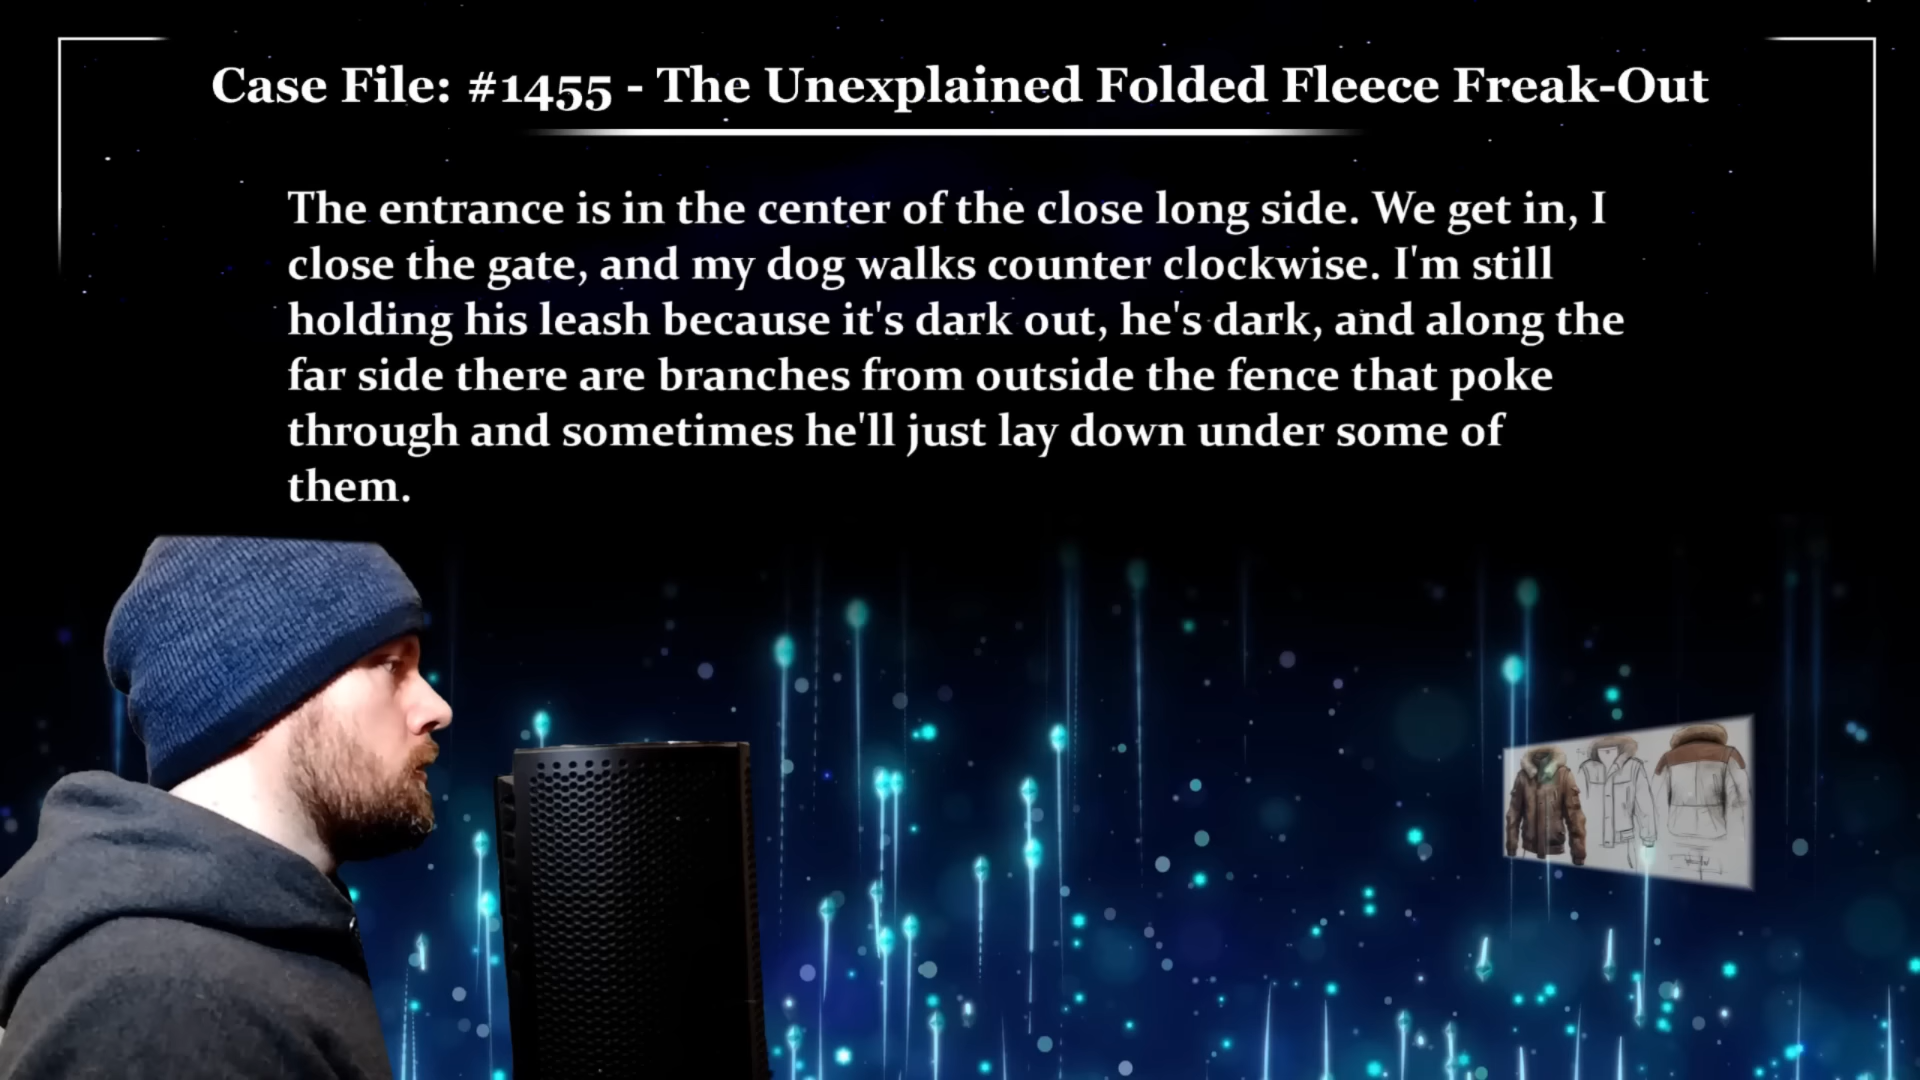 Case File: #1455 - The Unexplained Folded Fleece Freak-Out
The entrance is in the center of the close long side. We get in, I
close the gate, and my dog walks counter clockwise. I'm still
holding his leash because it's dark out, he's dark, and along the
far side there are branches from outside the fence that poke
through and sometimes he'll just lay down under some of
them.